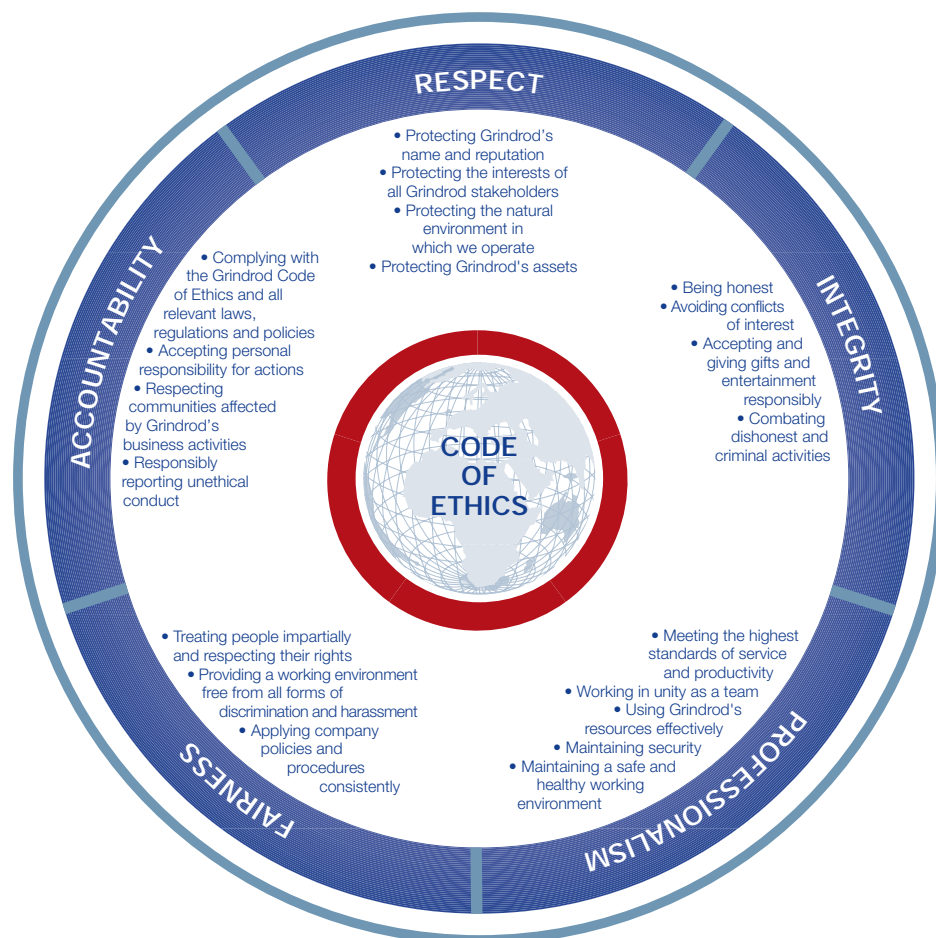 RESPECT
• Protecting Grindrod's
name and reputation
• Protecting the interests of
all Grindrod stakeholders
• Protecting the natural
environment in
which we operate
• Protecting Grindrod's assets
INTEGRITY
• Being honest
• Avoiding conflicts
of interest
• Accepting and
giving gifts and
entertainment
responsibly
• Combating
dishonest and
criminal activities
PROFESSIONALISM
• Meeting the highest
standards of service
and productivity
• Working in unity as a team
• Using Grindrod's
resources effectively
• Maintaining security
• Maintaining a safe and
healthy working
environment
FAIRNESS
• Treating people impartially
and respecting their rights
• Providing a working environment
free from all forms of
discrimination and harassment
• Applying company
policies and
procedures
consistently
ACCOUNTABILITY
• Complying with
the Grindrod Code
of Ethics and all
relevant laws,
regulations and policies
• Accepting personal
responsibility for actions
• Respecting
communities affected
by Grindrod's
business activities
• Responsibly
reporting unethical
conduct
CODE
OF
ETHICS